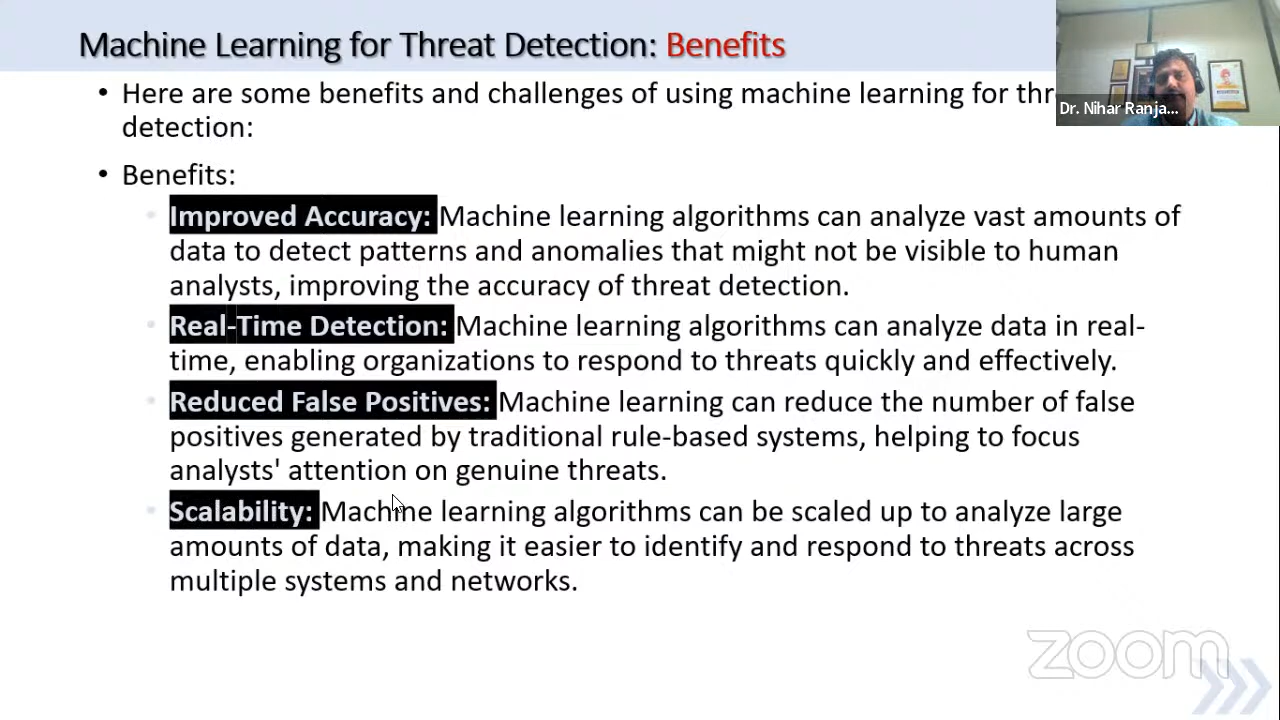 Machine Learning for Threat Detection: Benefits
• Here are some benefits and challenges of using machine learning for thr
detection:
• Benefits:
• Improved Accuracy: Machine learning algorithms can analyze vast amounts of
data to detect patterns and anomalies that might not be visible to human
analysts, improving the accuracy of threat detection.
• Real-Time Detection: Machine learning algorithms can analyze data in real-
time, enabling organizations to respond to threats quickly and effectively.
• Reduced False Positives: Machine learning can reduce the number of false
positives generated by traditional rule-based systems, helping to focus
analysts' attention on genuine threats.
• Scalability: Machine learning algorithms can be scaled up to analyze large
amounts of data, making it easier to identify and respond to threats across
multiple systems and networks.
Dr. Nihar Ranja...
zoom